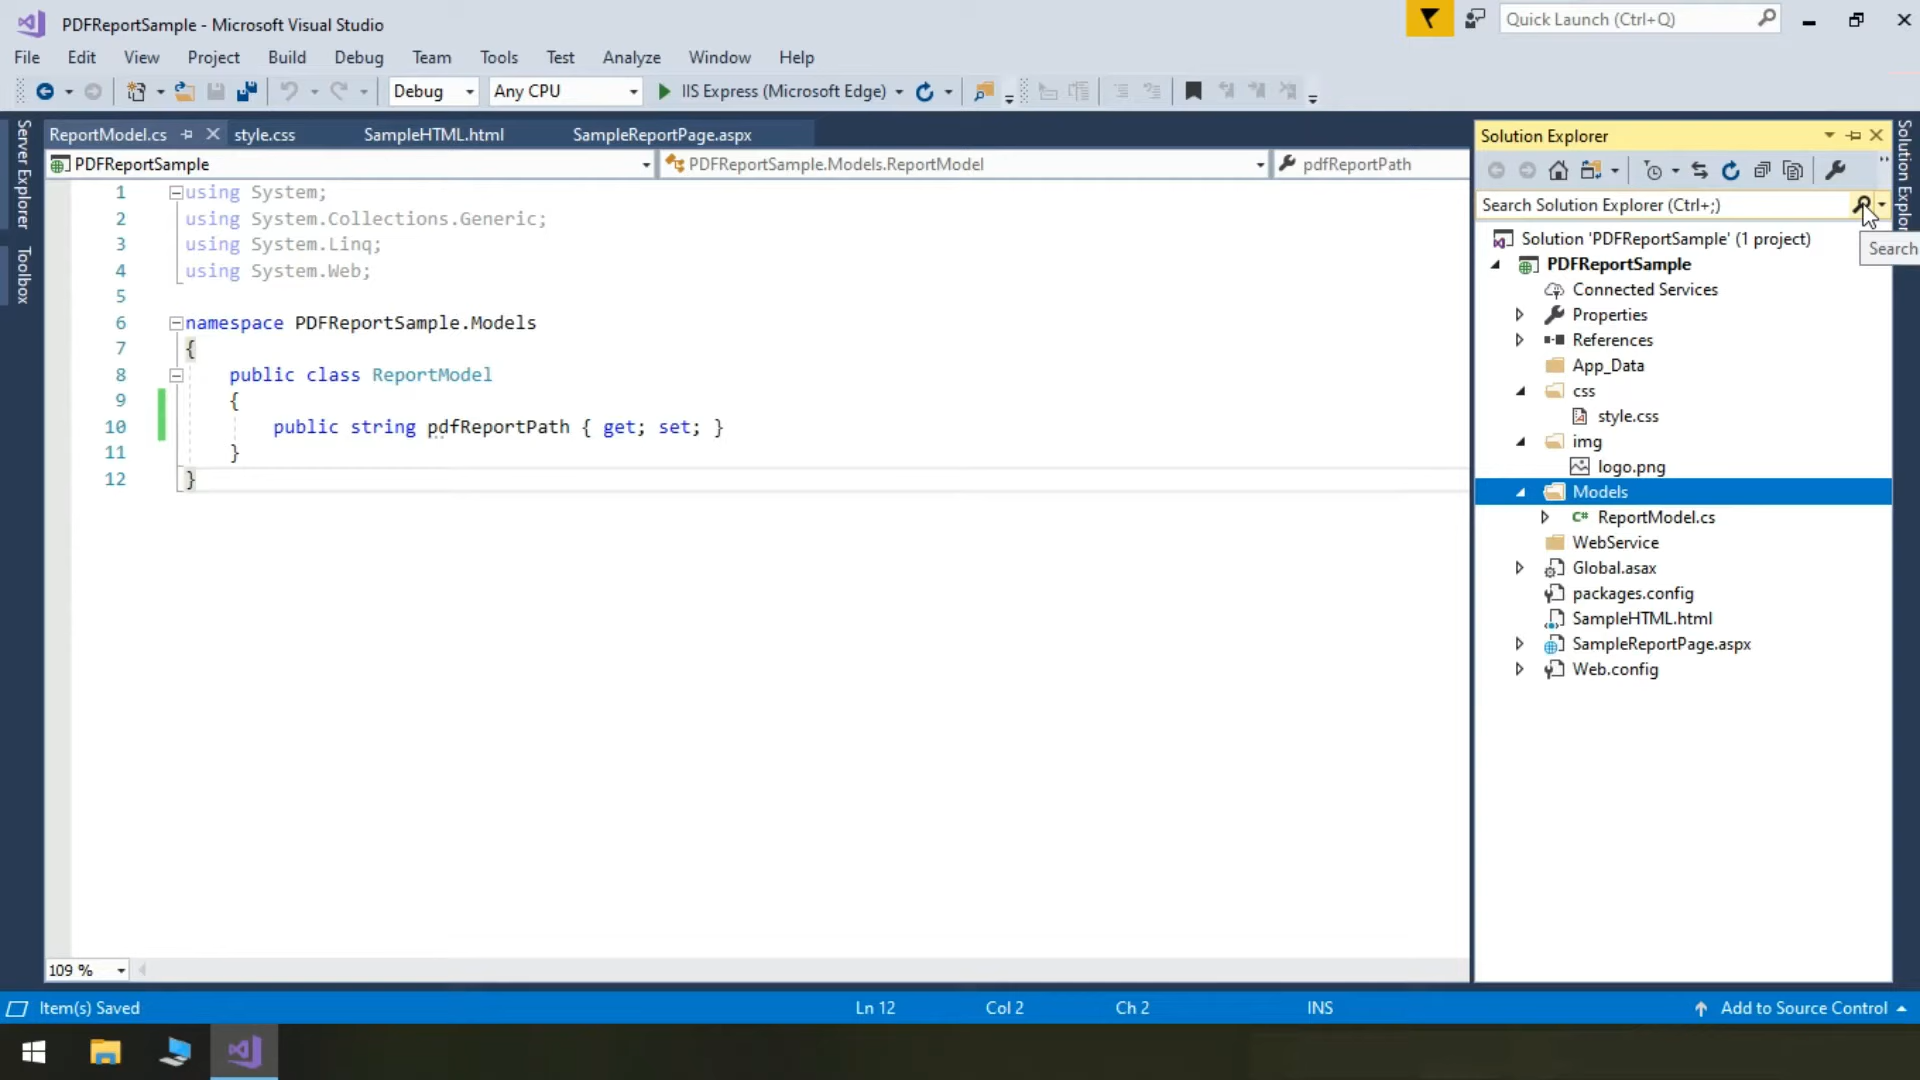 PDFReportSample - Microsoft Visual Studio
Quick Launch (Ctrl+Q)
File Edit View Project Build Debug Team Tools Test Analyze Window Help
Debug Any CPU IIS Express (Microsoft Edge)
Server Explorer
Toolbox
ReportModel.cs style.css SampleHTML.html SampleReportPage.aspx
PDFReportSample PDFReportSample.Models.ReportModel pdfReportPath
1 using System;
2 using System.Collections.Generic;
3 using System.Linq;
4 using System.Web;
5
6 namespace PDFReportSample.Models
7 {
8 public class ReportModel
9 {
10 public string pdfReportPath { get; set; }
11 }
12 }
109 %
Solution Explorer
Search Solution Explorer (Ctrl+;)
Search
Solution 'PDFReportSample' (1 project)
PDFReportSample
Connected Services
Properties
References
App_Data
css
style.css
img
logo.png
Models
C# ReportModel.cs
WebService
Global.asax
packages.config
SampleHTML.html
SampleReportPage.aspx
Web.config
Solution Explor
Item(s) Saved Ln 12 Col 2 Ch 2 INS Add to Source Control